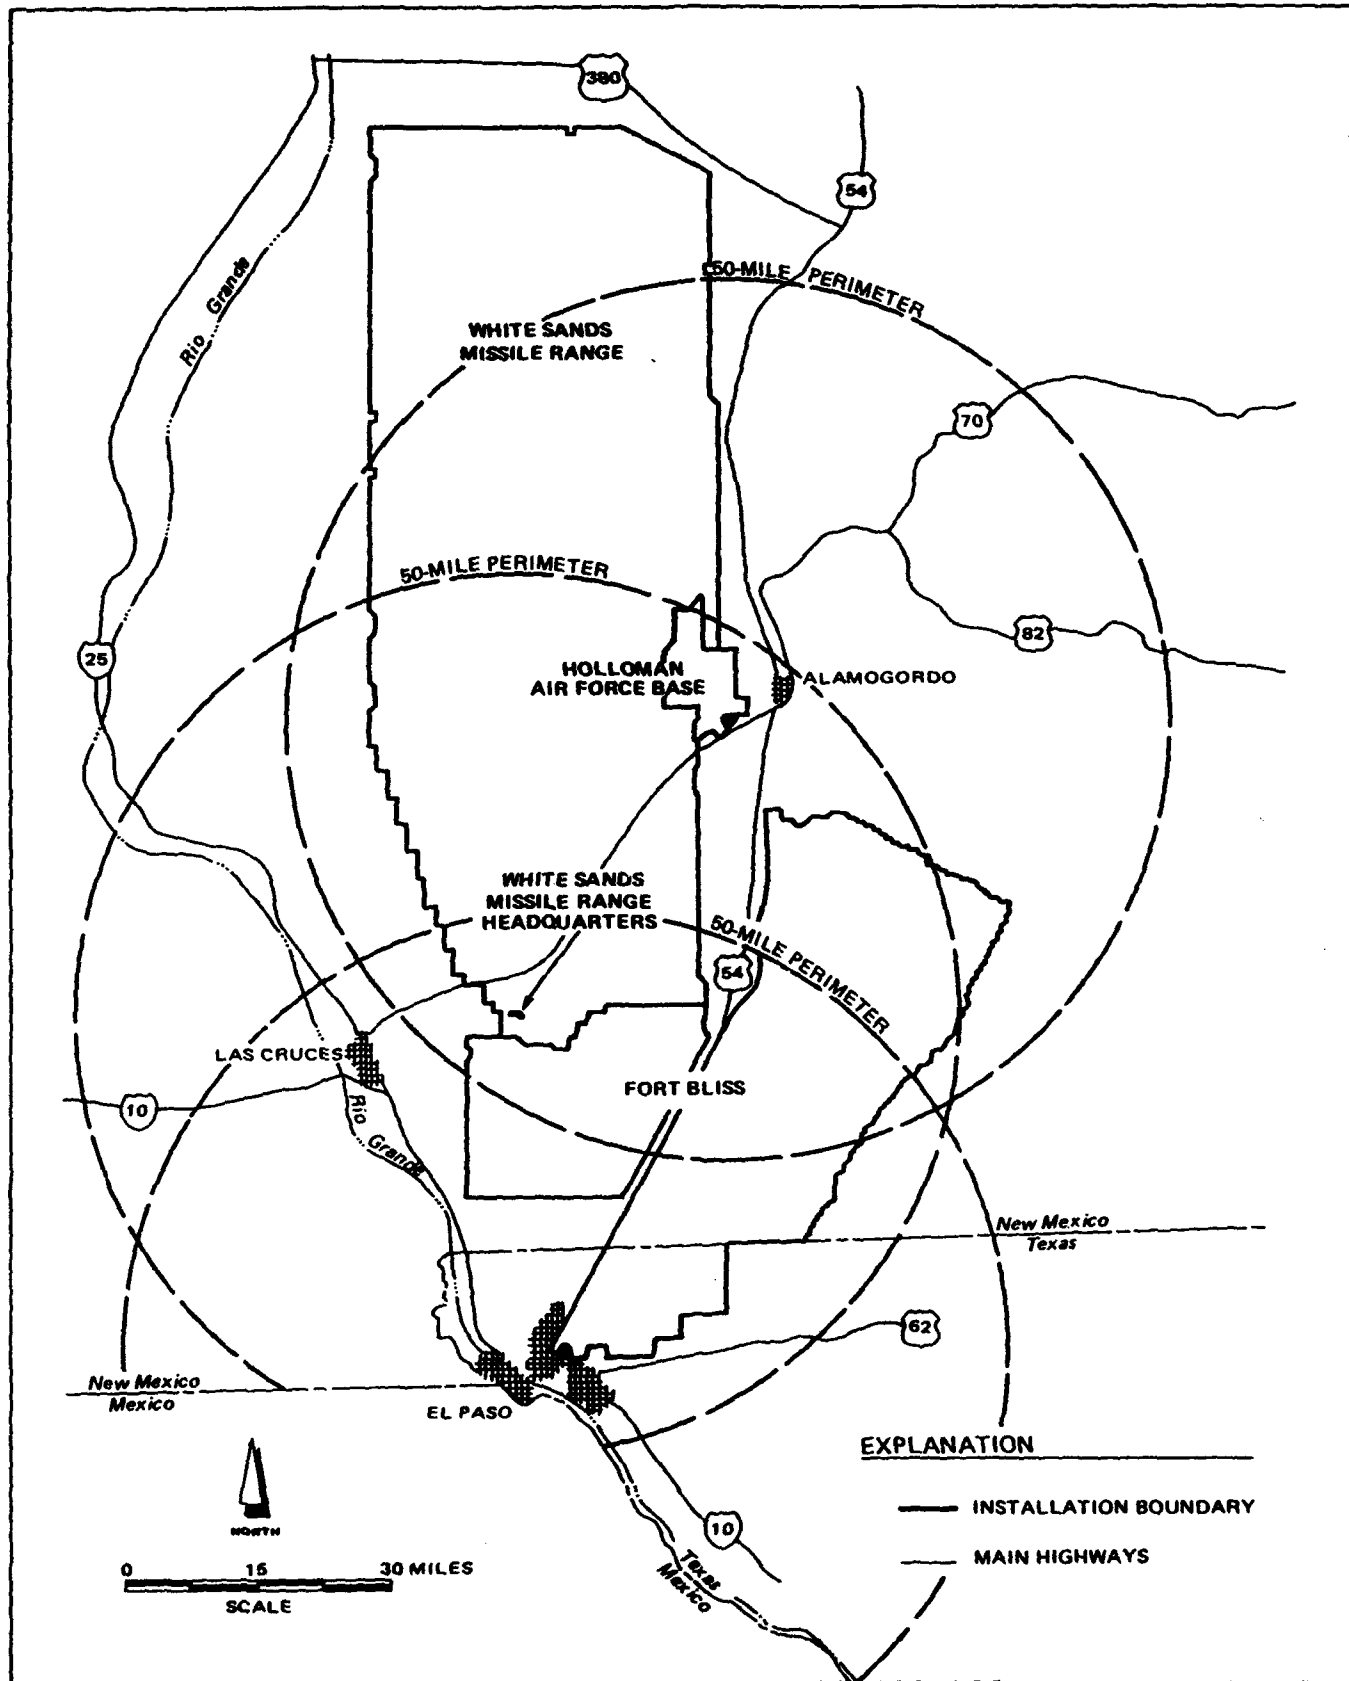 380
54
50-MILE PERIMETER
Rio Grande
WHITE SANDS
MISSILE RANGE
70
50-MILE PERIMETER
82
25
HOLLOMAN
AIR FORCE BASE
ALAMOGORDO
WHITE SANDS
MISSILE RANGE
HEADQUARTERS
50-MILE PERIMETER
54
LAS CRUCES
10
FORT BLISS
Rio Grande
New Mexico
Texas
62
New Mexico
Mexico
EL PASO
EXPLANATION
INSTALLATION BOUNDARY
MAIN HIGHWAYS
NORTH
10
0 15 30 MILES
SCALE
Texas
Mexico